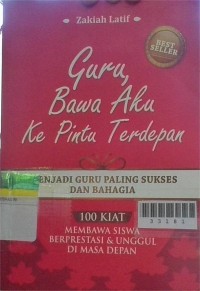 Zakiah Latif
BEST
SELLER
Guru,
Bawa Aku
Ke Pintu Terdepan
MENJADI GURU PALING SUKSES
DAN BAHAGIA
100 KIAT
MEMBAWA SISWA
BERPRESTASI & UNGGUL
DI MASA DEPAN